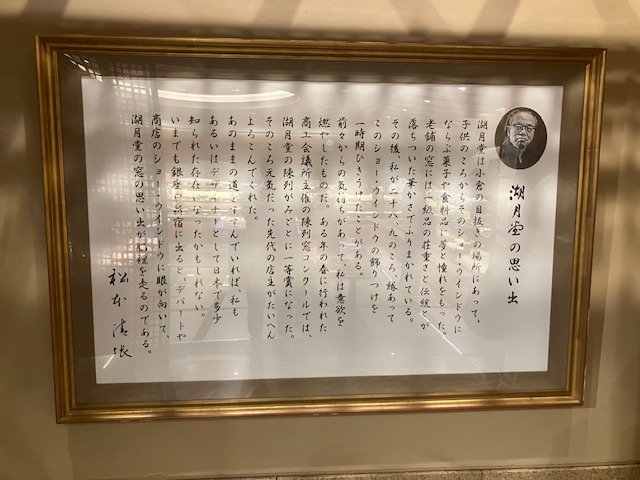 湖月堂の思い出
湖月堂は小倉の目抜きの場所にあって、
子供のころからそのショー・ウインドウに
ならぶ菓子や食料品に夢と憧れをもった。
老舗の窓には一級品の荘重さと伝統とが
落ちついた華かさでふりまかれている。
その後、私が二十八、九のころ、縁あって
このショー・ウインドウの飾りつけを
一時期ひきうけたことがある。
前々からの気持ちがあって、私は意欲を
燃やしたものだ。ある年の春に行われた
商工会議所主催の陳列窓コンクールでは、
湖月堂の陳列がみごとに一等賞になった。
そのころ元気だった先代の店主がたいへん
よろこんでくれた。
あのままの道をすすんでいれば、私も
あるいはデザイナーとして日本で多少
知られた存在になったかもしれない。
いまでも銀座や新宿に出ると、デパートや
商店のショー・ウインドウに眼が向いて、
湖月堂の窓の思い出が心裡を走るのである。
松本清張